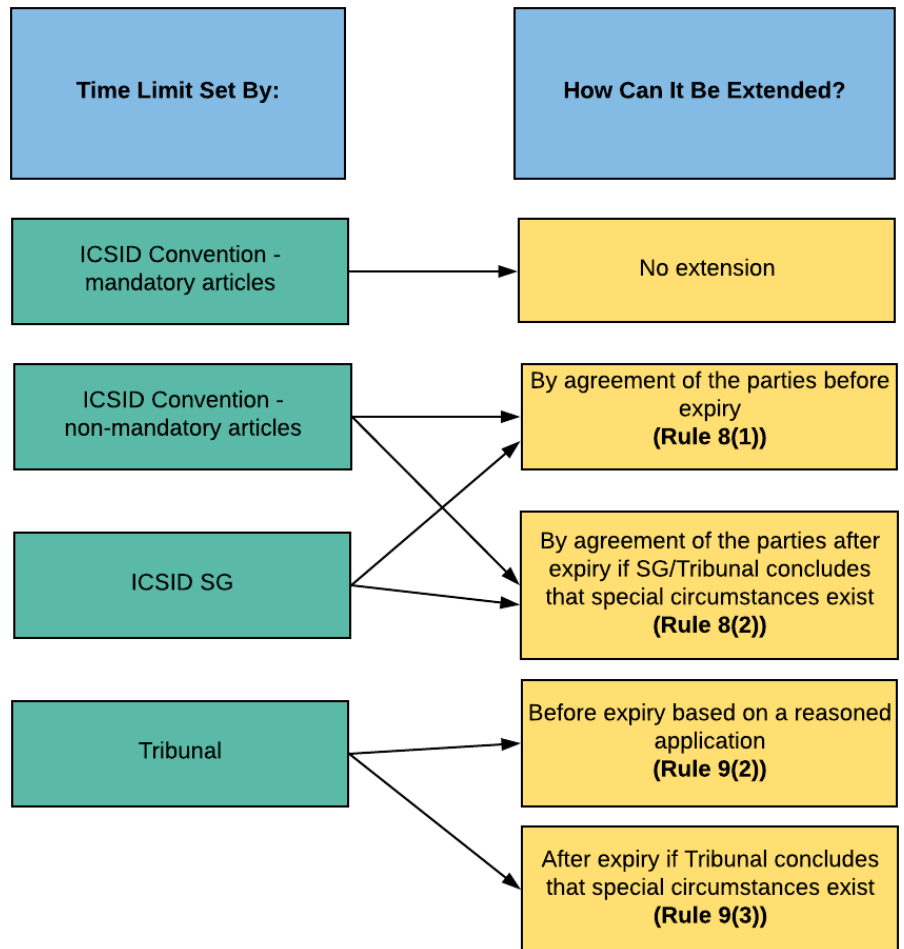 Time Limit Set By:
How Can It Be Extended?
ICSID Convention -
mandatory articles
No extension
ICSID Convention -
non-mandatory articles
By agreement of the parties before
expiry
(Rule 8(1))
ICSID SG
By agreement of the parties after
expiry if SG/Tribunal concludes
that special circumstances exist
(Rule 8(2))
Tribunal
Before expiry based on a reasoned
application
(Rule 9(2))
After expiry if Tribunal concludes
that special circumstances exist
(Rule 9(3))